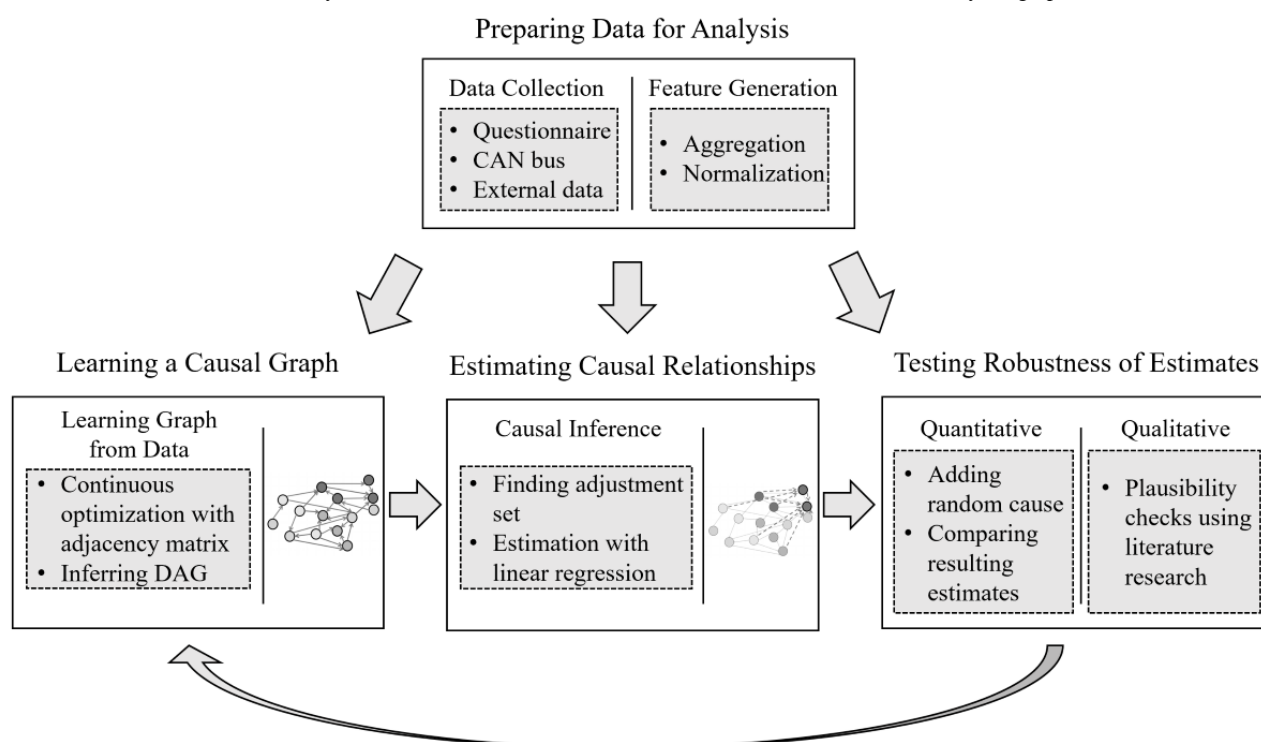 Preparing Data for Analysis
Data Collection
• Questionnaire
• CAN bus
• External data
Feature Generation
• Aggregation
• Normalization
Learning a Causal Graph
Learning Graph
from Data
• Continuous
optimization with
adjacency matrix
• Inferring DAG
Estimating Causal Relationships
Causal Inference
• Finding adjustment
set
• Estimation with
linear regression
Testing Robustness of Estimates
Quantitative
• Adding
random cause
• Comparing
resulting
estimates
Qualitative
• Plausibility
checks using
literature
research